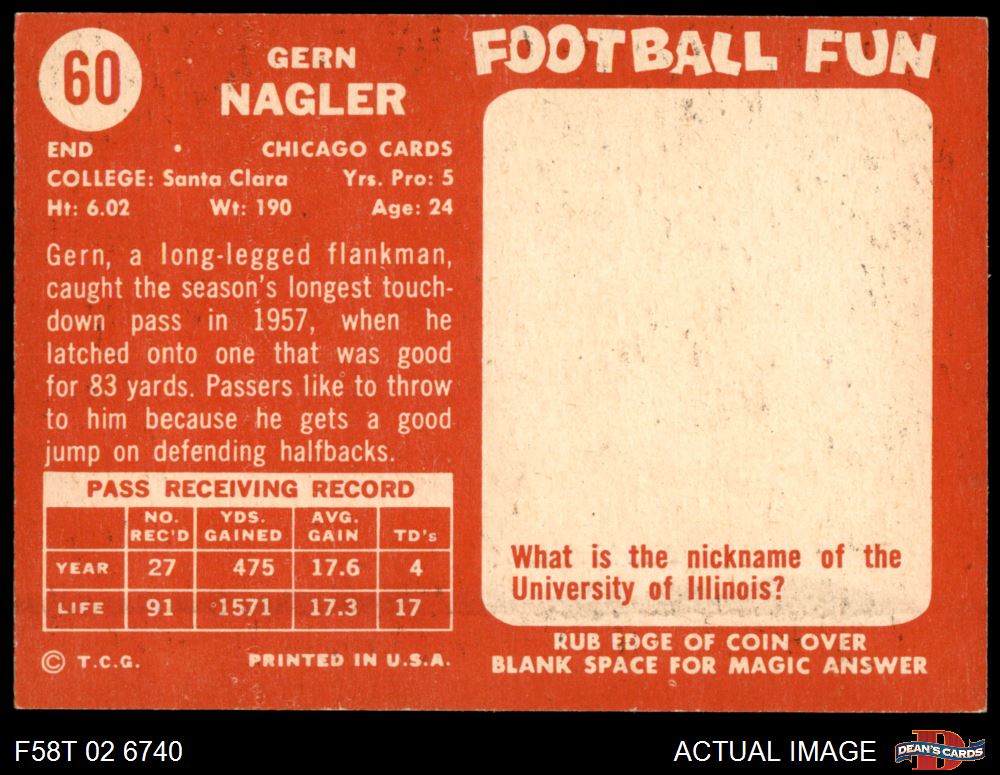 60
GERN
NAGLER
END • CHICAGO CARDS
COLLEGE: Santa Clara Yrs. Pro: 5
Ht: 6.02 Wt: 190 Age: 24
Gern, a long-legged flankman,
caught the season's longest touch-
down pass in 1957, when he
latched onto one that was good
for 83 yards. Passers like to throw
to him because he gets a good
jump on defending halfbacks.
PASS RECEIVING RECORD
NO. REC'D YDS. GAINED AVG. GAIN TD's
YEAR 27 475 17.6 4
LIFE 91 1571 17.3 17
© T.C.G. PRINTED IN U.S.A.
FOOTBALL FUN
What is the nickname of the
University of Illinois?
RUB EDGE OF COIN OVER
BLANK SPACE FOR MAGIC ANSWER
F58T 02 6740 ACTUAL IMAGE
D
DEAN'S CARDS